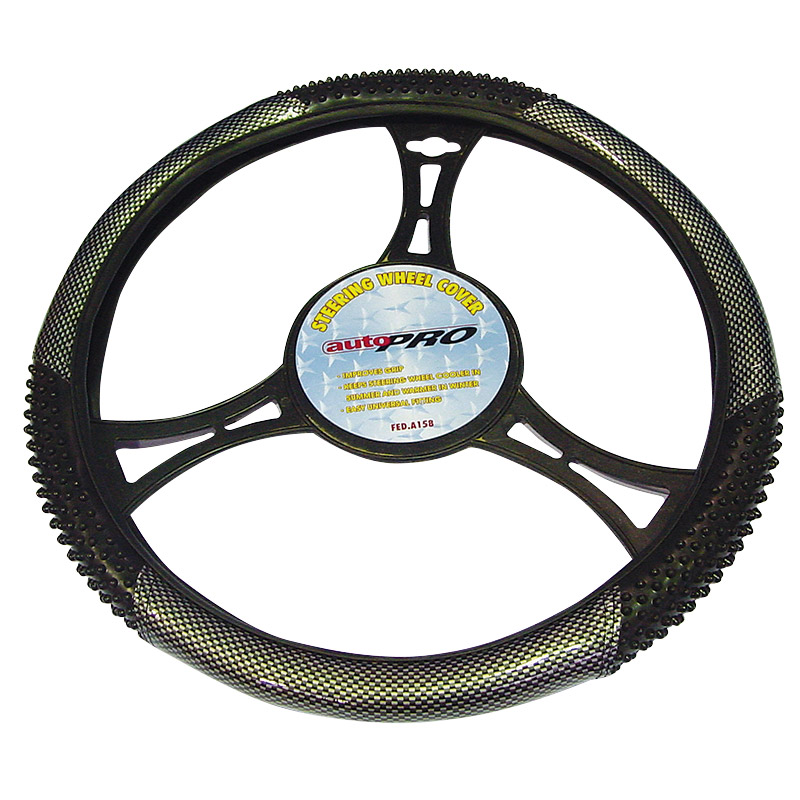 STEERING WHEEL COVER
autoPRO
· IMPROVES GRIP
· KEEPS STEERING WHEEL COOLER IN
SUMMER AND WARMER IN WINTER
· EASY UNIVERSAL FITTING
FED.A158